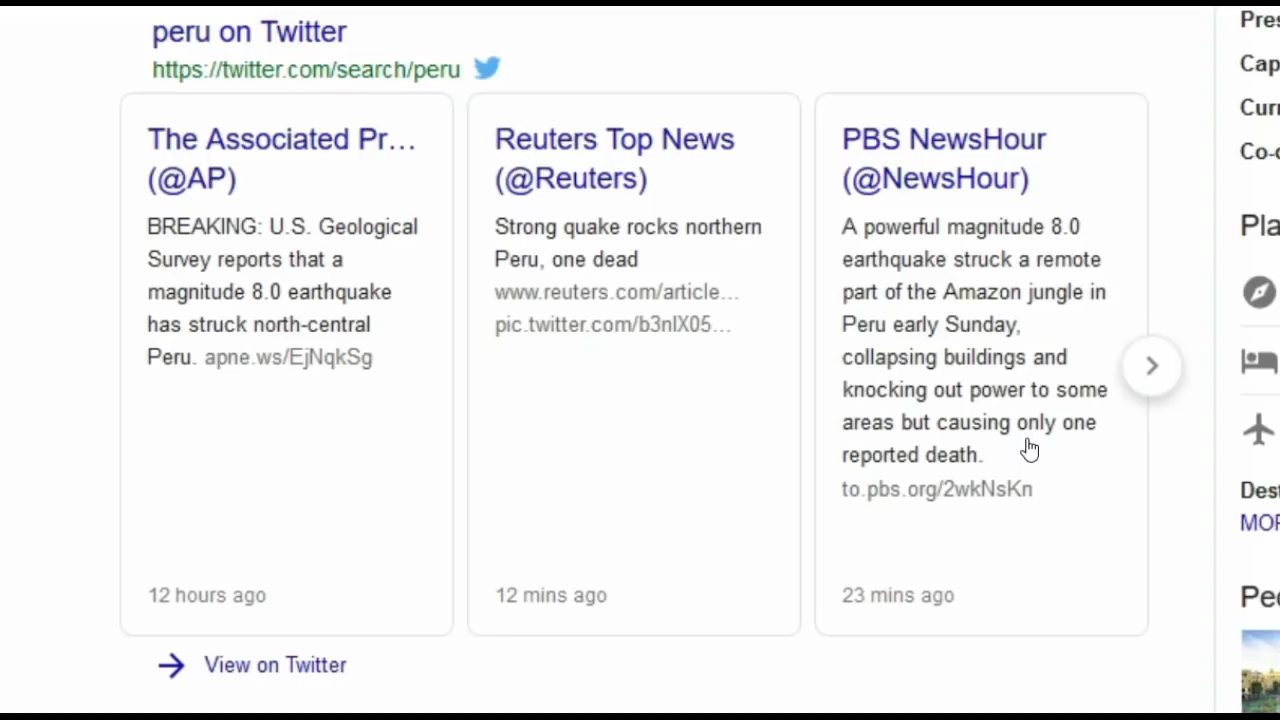 peru on Twitter
https://twitter.com/search/peru
The Associated Pr...
(@AP)
BREAKING: U.S. Geological
Survey reports that a
magnitude 8.0 earthquake
has struck north-central
Peru. apne.ws/EjNqkSg
12 hours ago
Reuters Top News
(@Reuters)
Strong quake rocks northern
Peru, one dead
www.reuters.com/article...
pic.twitter.com/b3nlX05...
12 mins ago
PBS NewsHour
(@NewsHour)
A powerful magnitude 8.0
earthquake struck a remote
part of the Amazon jungle in
Peru early Sunday,
collapsing buildings and
knocking out power to some
areas but causing only one
reported death.
to.pbs.org/2wkNsKn
23 mins ago
View on Twitter
Pres
Cap
Curr
Co-o
Pla
Dest
MOR
Peo